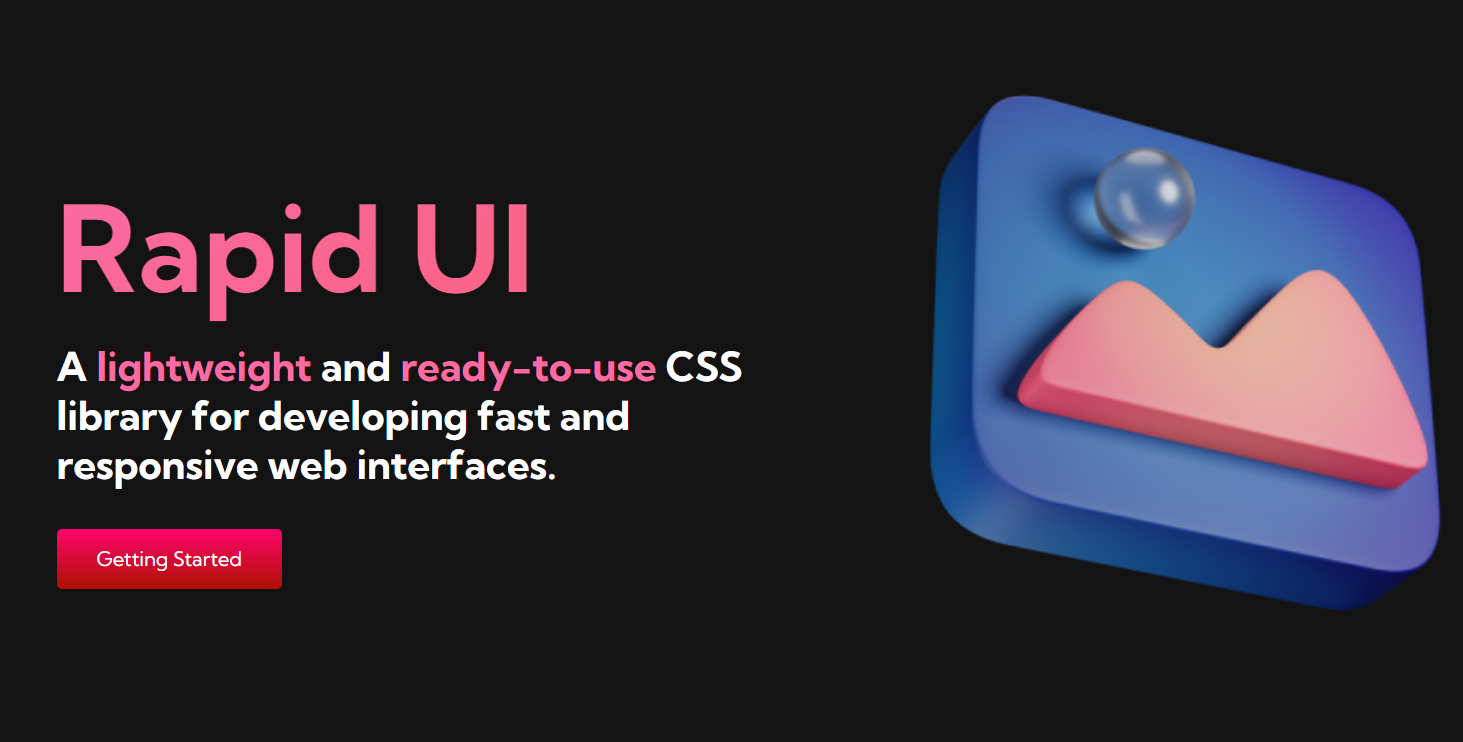 Rapid UI
A lightweight and ready-to-use CSS
library for developing fast and
responsive web interfaces.
Getting Started